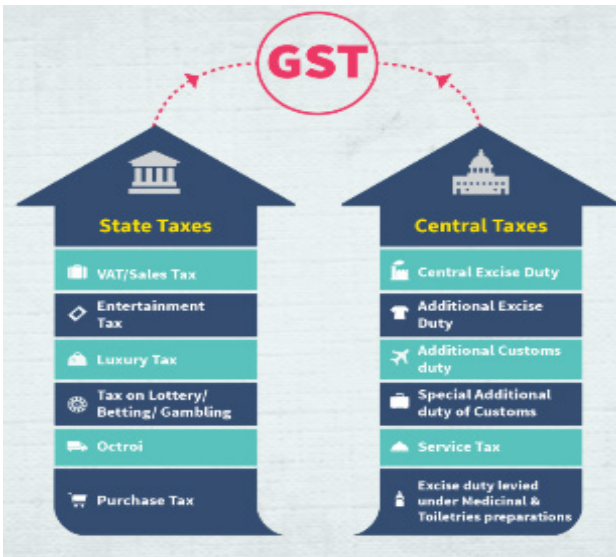 GST
State Taxes
VAT/Sales Tax
Entertainment
Tax
Luxury Tax
Tax on Lottery/
Betting/ Gambling
Octroi
Purchase Tax
Central Taxes
Central Excise Duty
Additional Excise
Duty
Additional Customs
duty
Special Additional
duty of Customs
Service Tax
Excise duty levied
under Medicinal &
Toiletries preparations